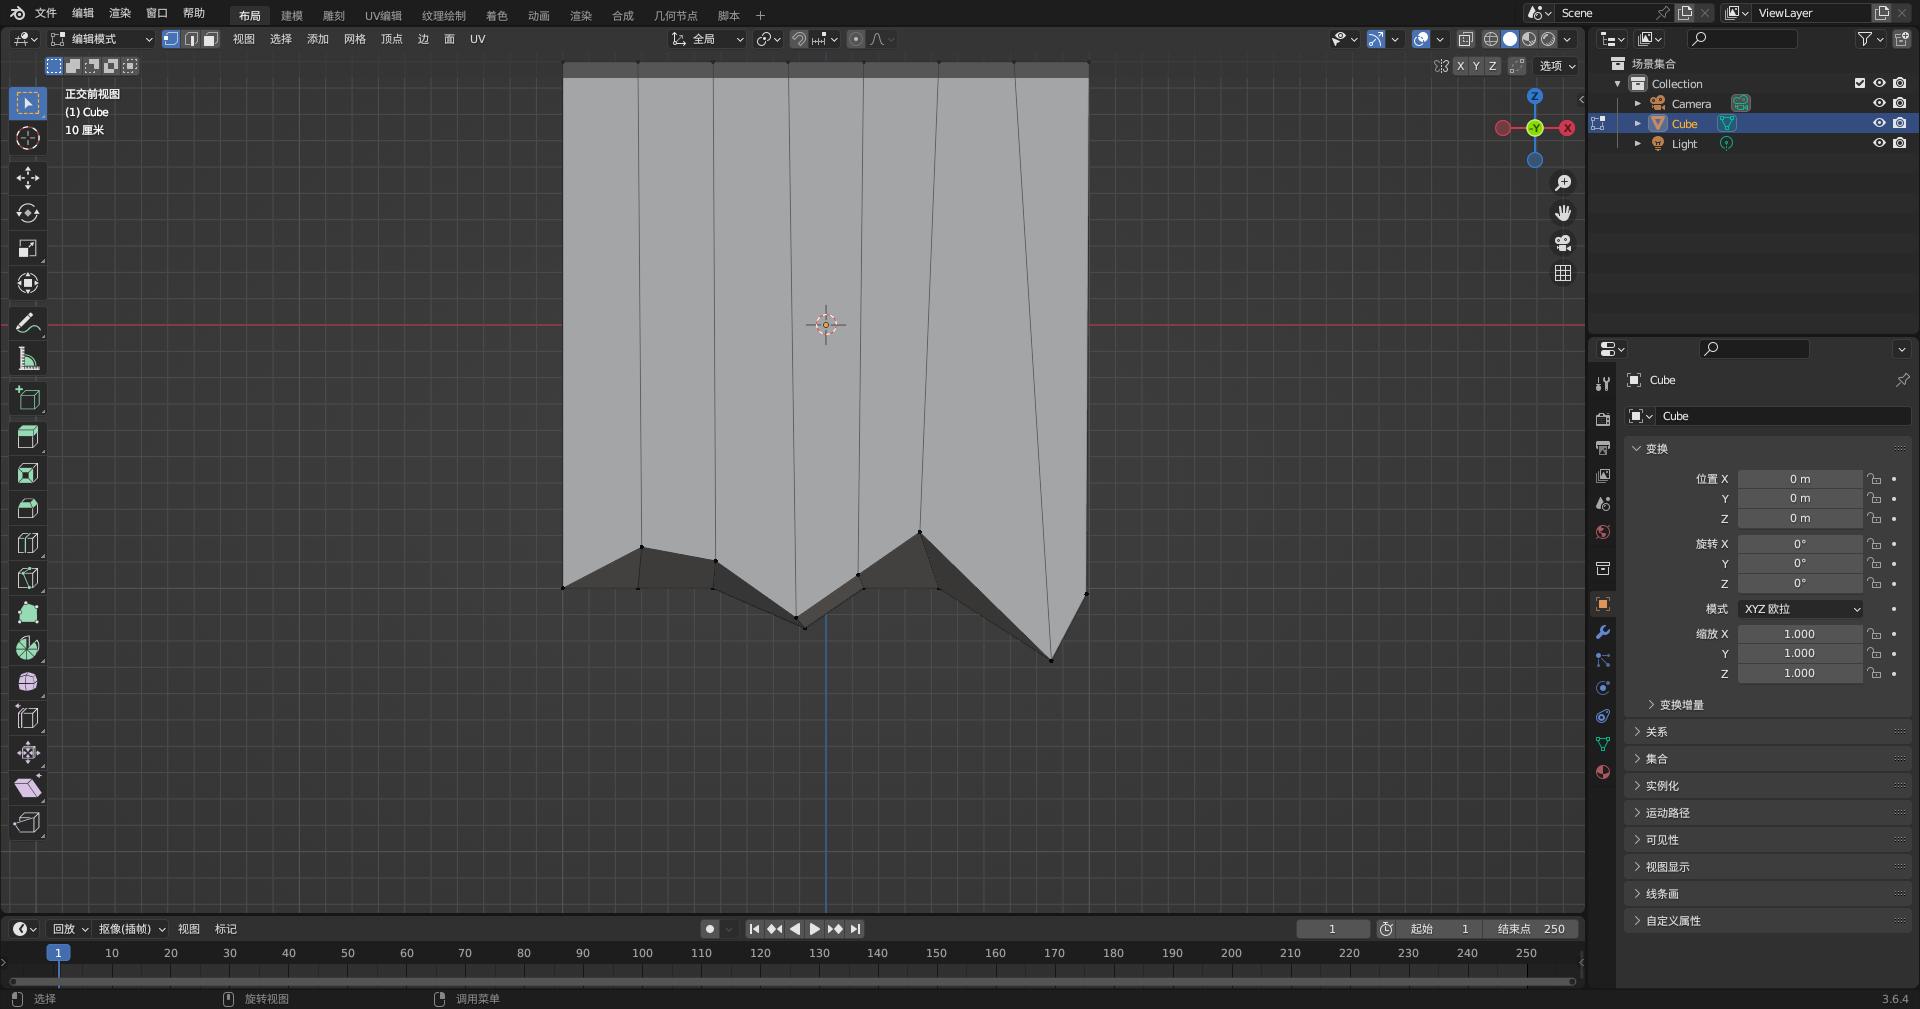 文件 编辑 渲染 窗口 帮助 布局 建模 雕刻 UV编辑 纹理绘制 着色 动画 渲染 合成 几何节点 脚本 + Scene ViewLayer
编辑模式 视图 选择 添加 网格 顶点 边 面 UV 全局
X Y Z 选项
正交前视图
(1) Cube
10 厘米
Z
-Y
X
场景集合
Collection
Camera
Cube
Light
Cube
Cube
变换
位置 X 0 m
Y 0 m
Z 0 m
旋转 X 0°
Y 0°
Z 0°
模式 XYZ 欧拉
缩放 X 1.000
Y 1.000
Z 1.000
变换增量
关系
集合
实例化
运动路径
可见性
视图显示
线条画
自定义属性
回放 抠像(插帧) 视图 标记 1 起始 1 结束点 250
1 10 20 30 40 50 60 70 80 90 100 110 120 130 140 150 160 170 180 190 200 210 220 230 240 250
选择 旋转视图 调用菜单 3.6.4